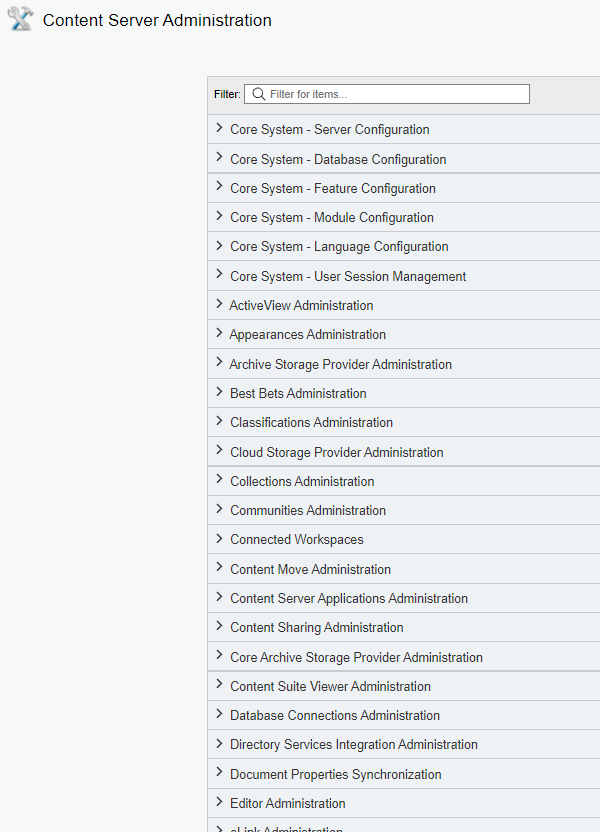 Content Server Administration
Filter: Filter for items...
Core System - Server Configuration
Core System - Database Configuration
Core System - Feature Configuration
Core System - Module Configuration
Core System - Language Configuration
Core System - User Session Management
ActiveView Administration
Appearances Administration
Archive Storage Provider Administration
Best Bets Administration
Classifications Administration
Cloud Storage Provider Administration
Collections Administration
Communities Administration
Connected Workspaces
Content Move Administration
Content Server Applications Administration
Content Sharing Administration
Core Archive Storage Provider Administration
Content Suite Viewer Administration
Database Connections Administration
Directory Services Integration Administration
Document Properties Synchronization
Editor Administration
eLink Administration